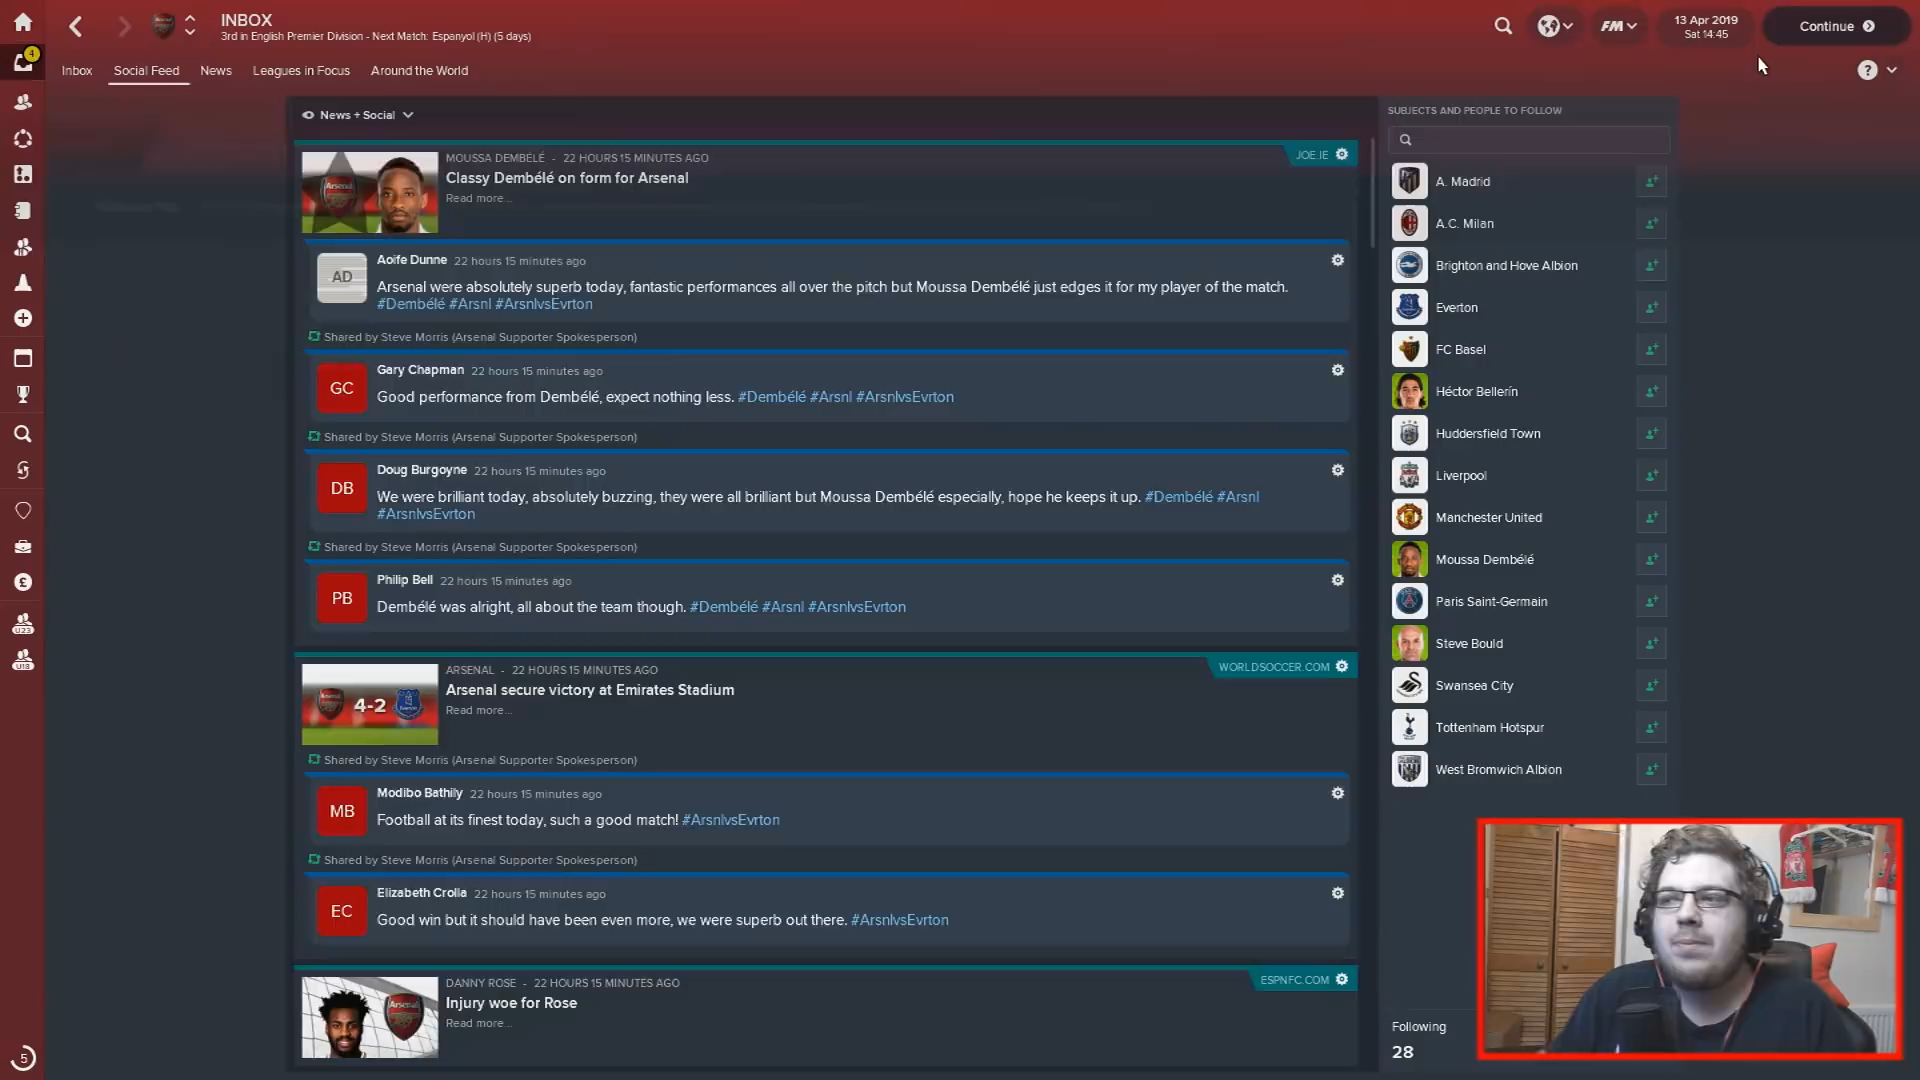 INBOX
3rd in English Premier Division - Next Match: Espanyol (H) (5 days)
FM
13 Apr 2019
Sat 14:45
Continue
4
Inbox
Social Feed
News
Leagues in Focus
Around the World
?
News + Social
MOUSSA DEMBÉLÉ - 22 HOURS 15 MINUTES AGO
JOE.IE
Classy Dembélé on form for Arsenal
Read more...
Arsenal
AD
Aoife Dunne 22 hours 15 minutes ago
Arsenal were absolutely superb today, fantastic performances all over the pitch but Moussa Dembélé just edges it for my player of the match.
#Dembélé #Arsnl #ArsnlvsEvrton
Shared by Steve Morris (Arsenal Supporter Spokesperson)
GC
Gary Chapman 22 hours 15 minutes ago
Good performance from Dembélé, expect nothing less. #Dembélé #Arsnl #ArsnlvsEvrton
Shared by Steve Morris (Arsenal Supporter Spokesperson)
DB
Doug Burgoyne 22 hours 15 minutes ago
We were brilliant today, absolutely buzzing, they were all brilliant but Moussa Dembélé especially, hope he keeps it up. #Dembélé #Arsnl
#ArsnlvsEvrton
Shared by Steve Morris (Arsenal Supporter Spokesperson)
PB
Philip Bell 22 hours 15 minutes ago
Dembélé was alright, all about the team though. #Dembélé #Arsnl #ArsnlvsEvrton
ARSENAL - 22 HOURS 15 MINUTES AGO
WORLDSOCCER.COM
Arsenal secure victory at Emirates Stadium
Read more...
4-2
Shared by Steve Morris (Arsenal Supporter Spokesperson)
MB
Modibo Bathily 22 hours 15 minutes ago
Football at its finest today, such a good match! #ArsnlvsEvrton
Shared by Steve Morris (Arsenal Supporter Spokesperson)
EC
Elizabeth Crolla 22 hours 15 minutes ago
Good win but it should have been even more, we were superb out there. #ArsnlvsEvrton
DANNY ROSE - 22 HOURS 15 MINUTES AGO
ESPNFC.COM
Injury woe for Rose
Read more...
Arsenal
SUBJECTS AND PEOPLE TO FOLLOW
A. Madrid
A.C. Milan
Brighton and Hove Albion
Everton
FC Basel
Héctor Bellerín
Huddersfield Town
Liverpool
Manchester United
Moussa Dembélé
Paris Saint-Germain
Steve Bould
Swansea City
Tottenham Hotspur
West Bromwich Albion
Following
28
U23
U18
5